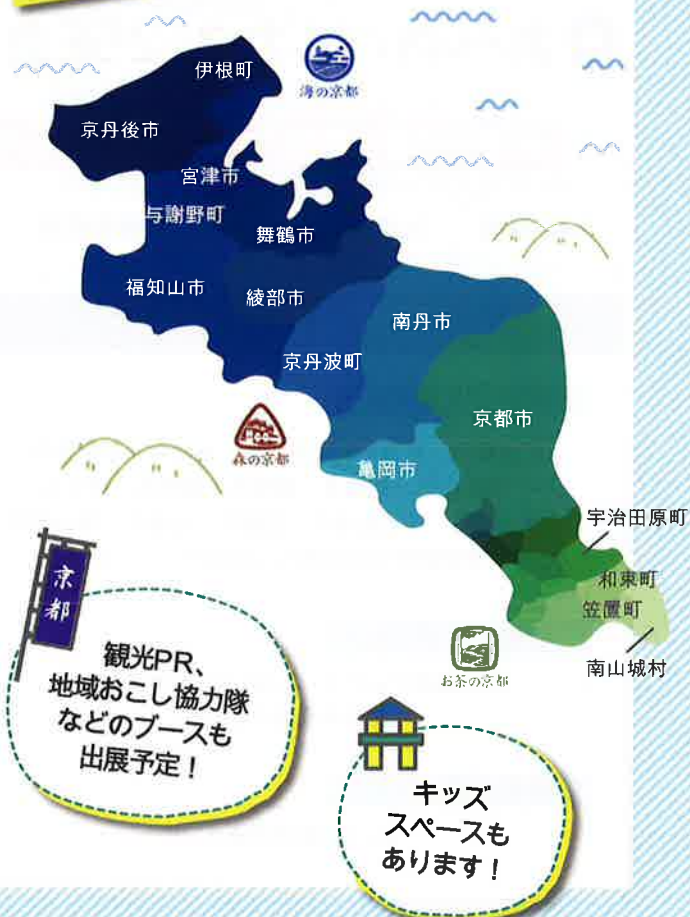 伊根町
海の京都
京丹後市
宮津市
与謝野町
舞鶴市
福知山市
綾部市
南丹市
京丹波町
京都市
森の京都
亀岡市
宇治田原町
和束町
笠置町
南山城村
お茶の京都
京都
観光PR、
地域おこし協力隊
などのブースも
出展予定！
キッズ
スペースも
あります！